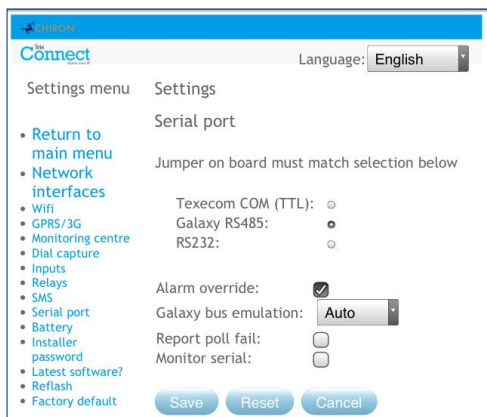 CHIRON
iris
Connect
Language: English
Settings menu
Return to
main menu
Network
interfaces
Wifi
GPRS/3G
Monitoring centre
Dial capture
Inputs
Relays
SMS
Serial port
Battery
Installer
password
Latest software?
Reflash
Factory default
Settings
Serial port
Jumper on board must match selection below
Texecom COM (TTL):
Galaxy RS485:
RS232:
Alarm override:
Galaxy bus emulation: Auto
Report poll fail:
Monitor serial:
Save Reset Cancel